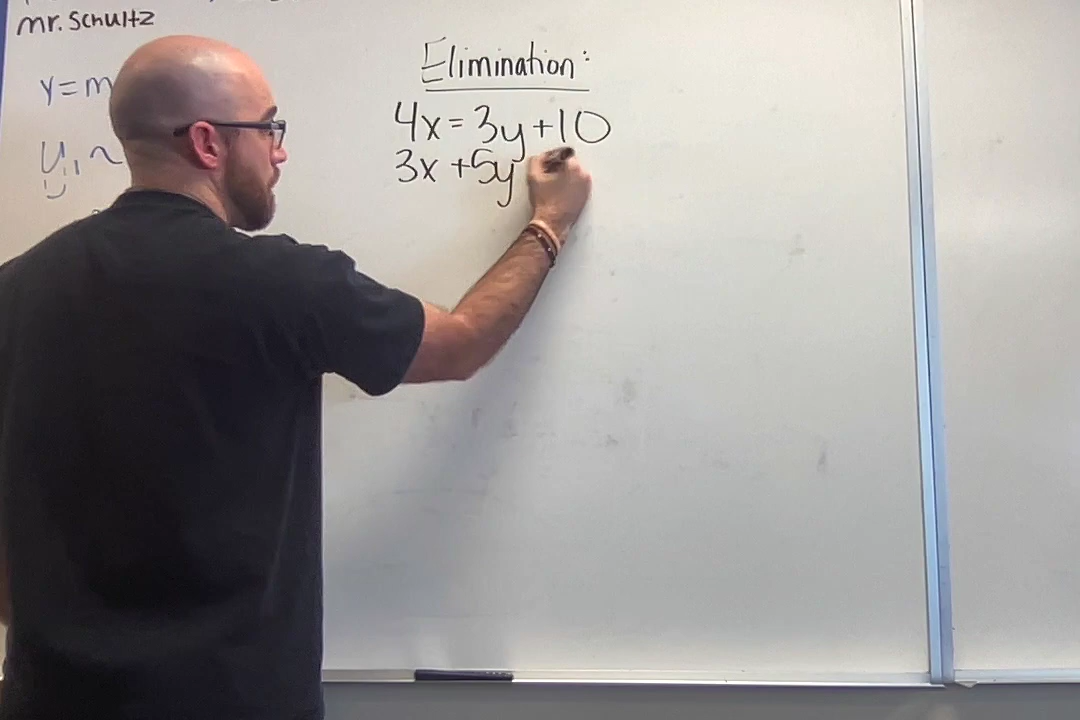 mr. Schultz
Elimination:
y=m
4x=3y+10
y, ~
3x +5y